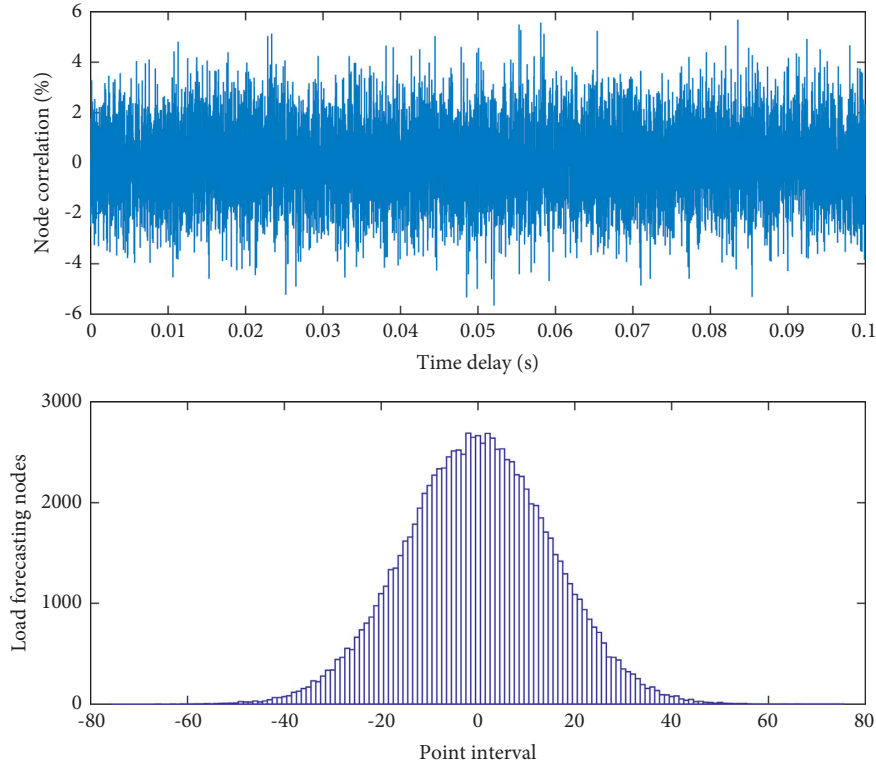 Node correlation (%)
6
4
2
0
-2
-4
-6
0 0.01 0.02 0.03 0.04 0.05 0.06 0.07 0.08 0.09 0.1
Time delay (s)
Load forecasting nodes
3000
2000
1000
0
-80 -60 -40 -20 0 20 40 60 80
Point interval